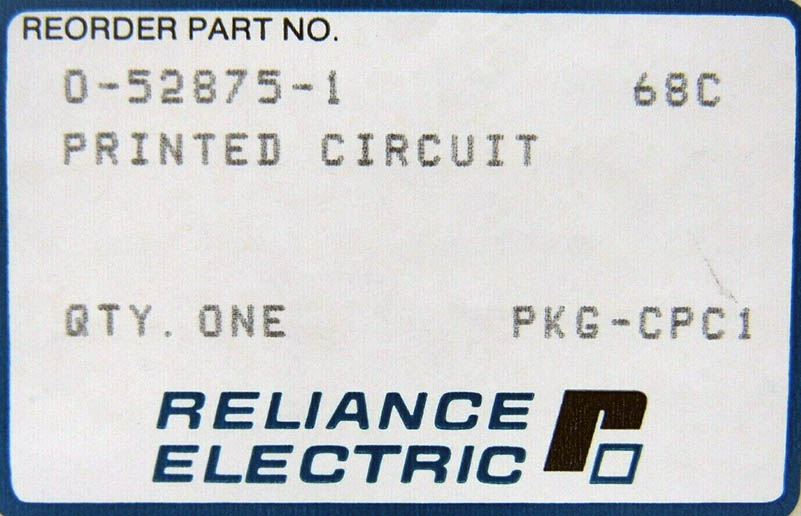 REORDER PART NO.
0-52875-1 68C
PRINTED CIRCUIT
QTY. ONE PKG-CPC1
RELIANCE
ELECTRIC